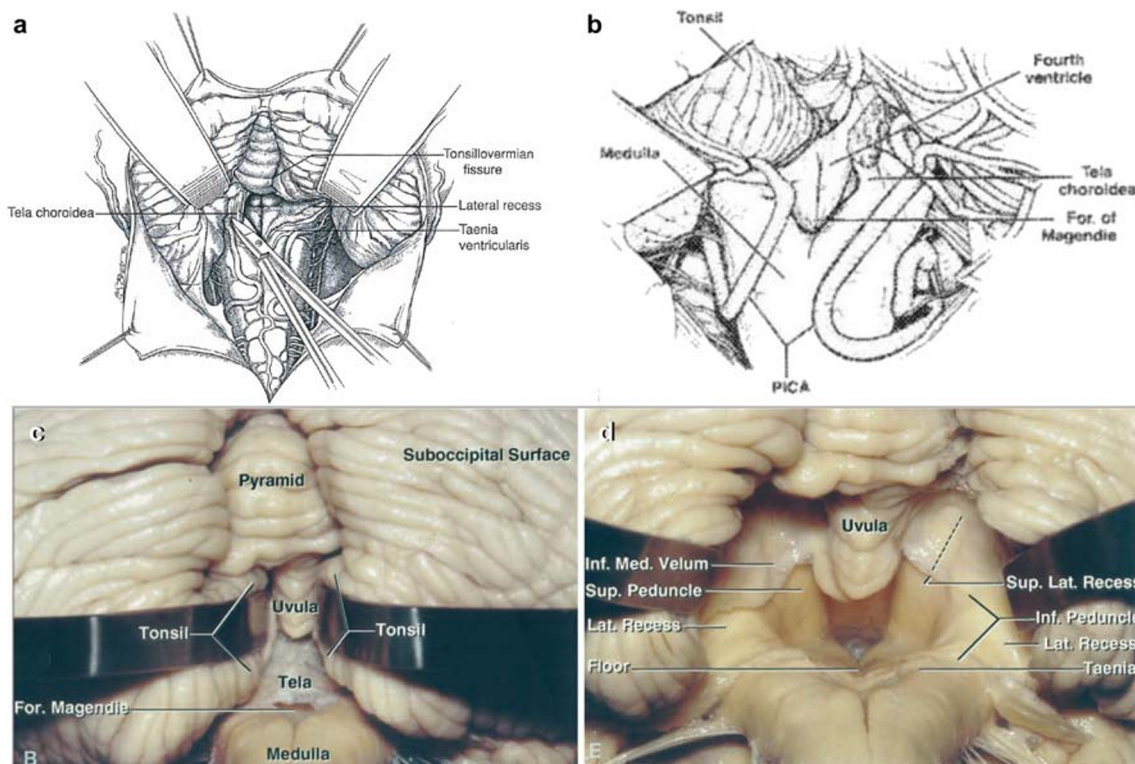 a
Tonsillovermian
fissure
Lateral recess
Tela choroidea
Taenia
ventricularis
b
Tonsil
Fourth
ventricle
Medulla
Tela
choroidea
For. of
Magendie
PICA
c
Suboccipital Surface
Pyramid
Uvula
Tonsil
Tonsil
Tela
For. Magendie
Medulla
B
d
Uvula
Inf. Med. Velum
Sup. Peduncle
Sup. Lat. Recess
Lat. Recess
Inf. Peduncle
Lat. Recess
Floor
Taenia
E